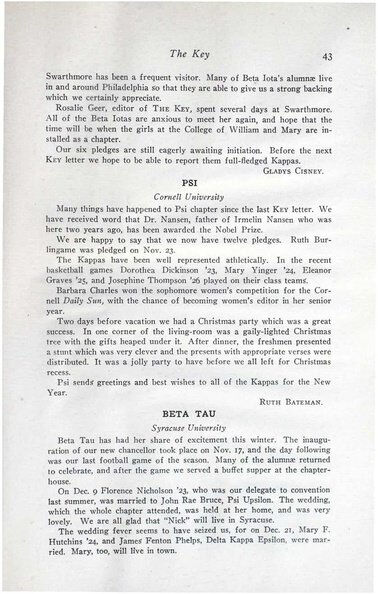 The Key
43
Swarthmore has been a frequent visitor. Many of Beta Iota's alumnæ live
in and around Philadelphia so that they are able to give us a strong backing
which we certainly appreciate.
Rosalie Geer, editor of THE KEY, spent several days at Swarthmore.
All of the Beta Iotas are anxious to meet her again, and hope that the
time will be when the girls at the College of William and Mary are in-
stalled as a chapter.
Our six pledges are still eagerly awaiting initiation. Before the next
KEY letter we hope to be able to report them full-fledged Kappas.
GLADYS CISNEY.
PSI
Cornell University
Many things have happened to Psi chapter since the last KEY letter. We
have received word that Dr. Nansen, father of Irmelin Nansen who was
here two years ago, has been awarded the Nobel Prize.
We are happy to say that we now have twelve pledges. Ruth Bur-
lingame was pledged on Nov. 23.
The Kappas have been well represented athletically. In the recent
basketball games Dorothea Dickinson '23, Mary Yinger '24, Eleanor
Graves '25, and Josephine Thompson '26 played on their class teams.
Barbara Charles won the sophomore women's competition for the Cor-
nell Daily Sun, with the chance of becoming women's editor in her senior
year.
Two days before vacation we had a Christmas party which was a great
success. In one corner of the living-room was a gaily-lighted Christmas
tree with the gifts heaped under it. After dinner, the freshmen presented
a stunt which was very clever and the presents with appropriate verses were
distributed. It was a jolly party to have before we all left for Christmas
recess.
Psi sends greetings and best wishes to all of the Kappas for the New
Year.
RUTH BATEMAN.
BETA TAU
Syracuse University
Beta Tau has had her share of excitement this winter. The inaugu-
ration of our new chancellor took place on Nov. 17, and the day following
was our last football game of the season. Many of the alumnæ returned
to celebrate, and after the game we served a buffet supper at the chapter-
house.
On Dec. 9 Florence Nicholson '23, who was our delegate to convention
last summer, was married to John Rae Bruce, Psi Upsilon. The wedding,
which the whole chapter attended, was held at her home, and was very
lovely. We are all glad that "Nick" will live in Syracuse.
The wedding fever seems to have seized us, for on Dec. 21, Mary F.
Hutchins '24, and James Fenton Phelps, Delta Kappa Epsilon, were mar-
ried. Mary, too, will live in town.